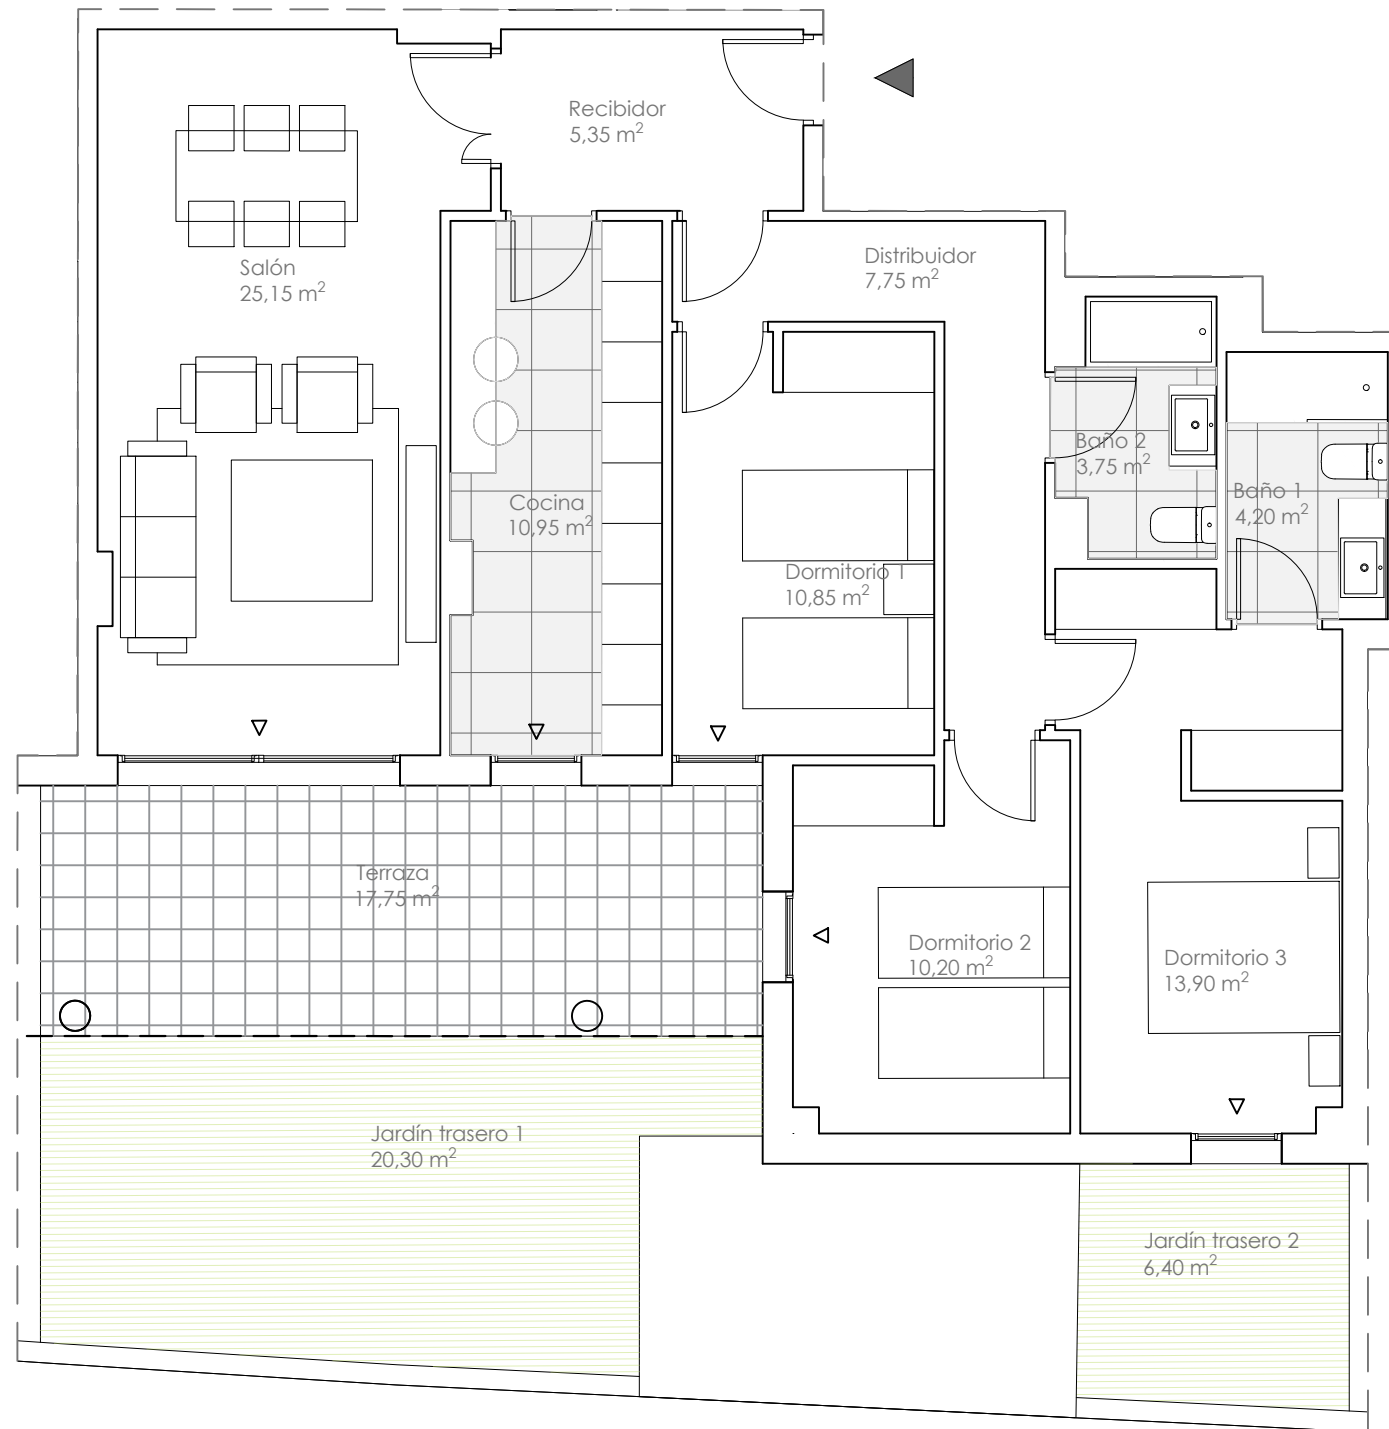 Recibidor
5,35 m²
Salón
25,15 m²
Distribuidor
7,75 m²
Baño 2
3,75 m²
Baño 1
4,20 m²
Cocina
10,95 m²
Dormitorio 1
10,85 m²
Terraza
17,75 m²
Dormitorio 2
10,20 m²
Dormitorio 3
13,90 m²
Jardín trasero 1
20,30 m²
Jardín trasero 2
6,40 m²